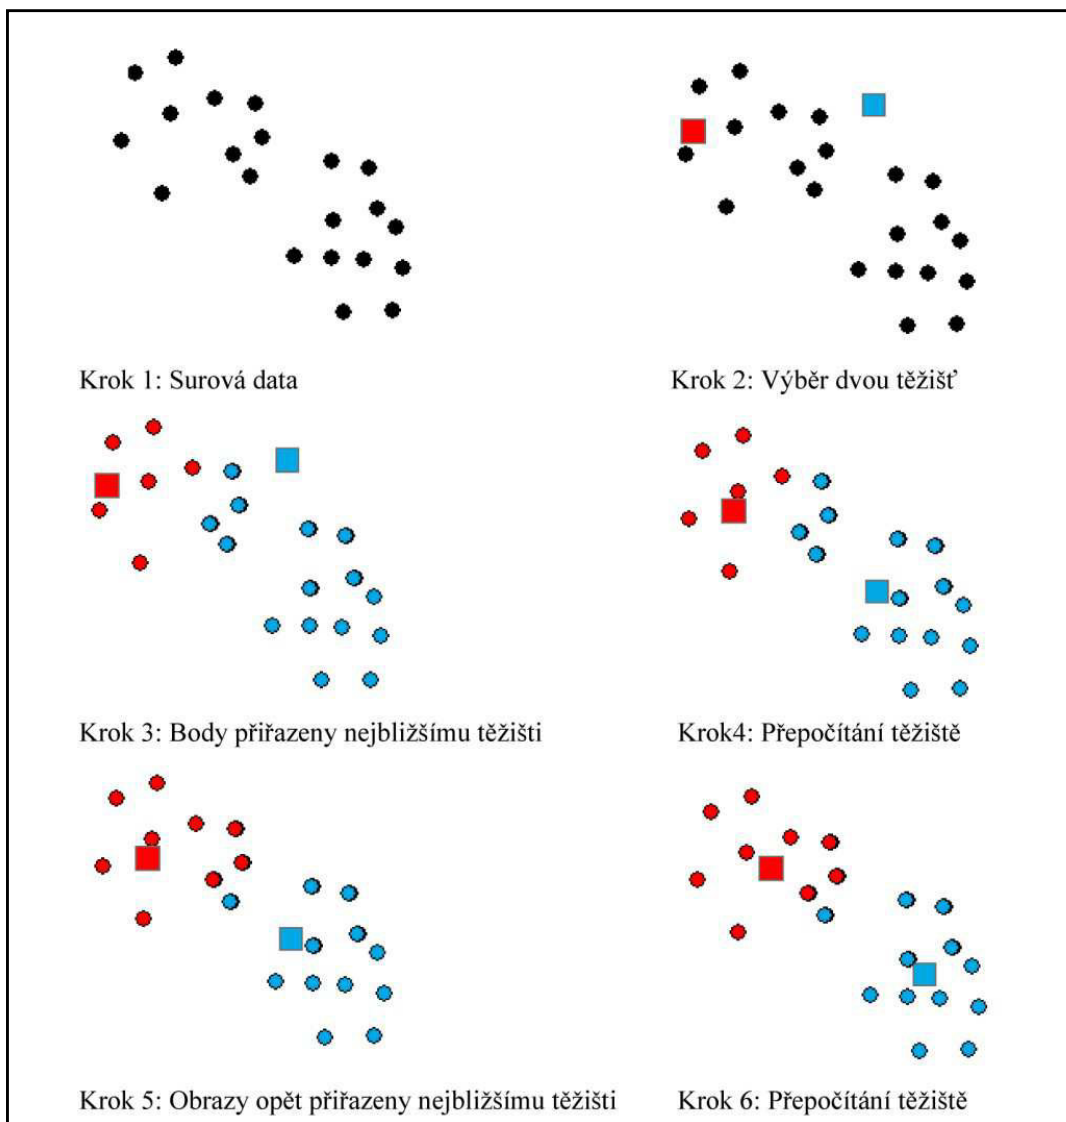 Krok 1: Surová data
Krok 2: Výběr dvou těžišť
Krok 3: Body přiřazeny nejbližšímu těžišti
Krok4: Přepočítání těžiště
Krok 5: Obrazy opět přiřazeny nejbližšímu těžišti
Krok 6: Přepočítání těžiště